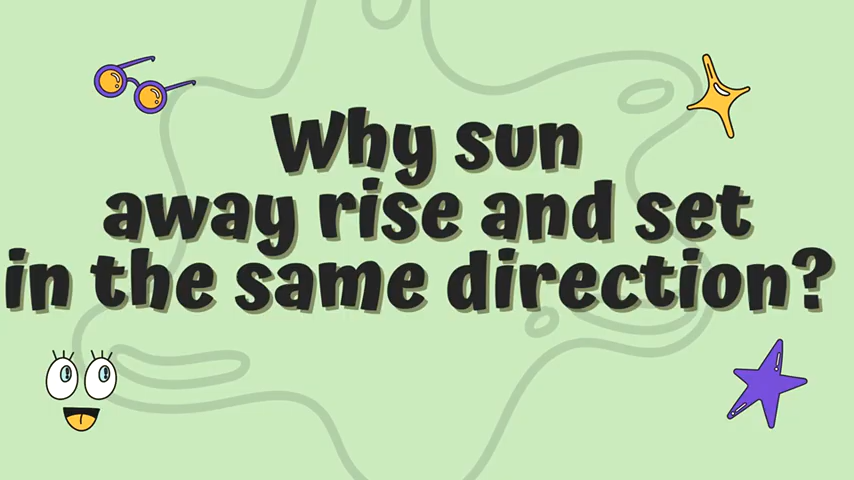 Why sun
away rise and set
in the same direction?